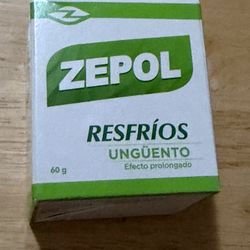 ZEPOL
RESFRÍOS
UNGÜENTO
Efecto prolongado
60 g